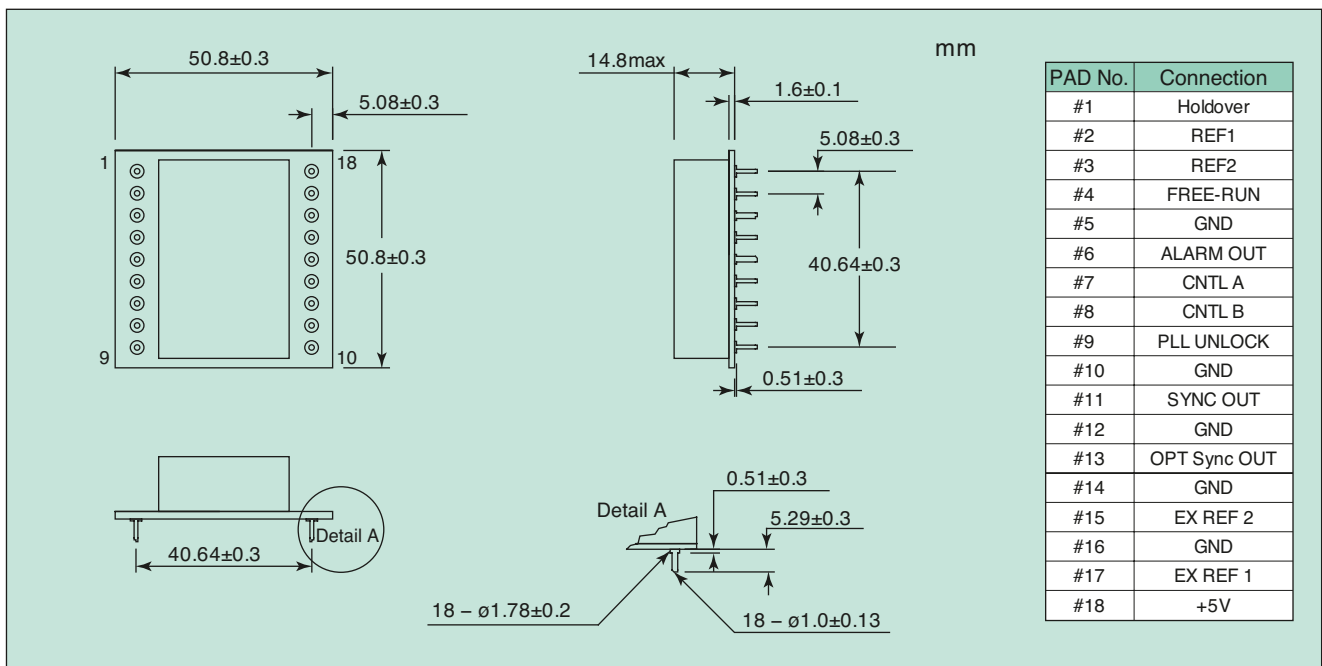 mm
50.8±0.3
5.08±0.3
1
18
50.8±0.3
9
10
14.8max
1.6±0.1
5.08±0.3
40.64±0.3
0.51±0.3
Detail A
40.64±0.3
Detail A
0.51±0.3
5.29±0.3
18 – ø1.78±0.2
18 – ø1.0±0.13
PAD No. Connection
#1 Holdover
#2 REF1
#3 REF2
#4 FREE-RUN
#5 GND
#6 ALARM OUT
#7 CNTL A
#8 CNTL B
#9 PLL UNLOCK
#10 GND
#11 SYNC OUT
#12 GND
#13 OPT Sync OUT
#14 GND
#15 EX REF 2
#16 GND
#17 EX REF 1
#18 +5V